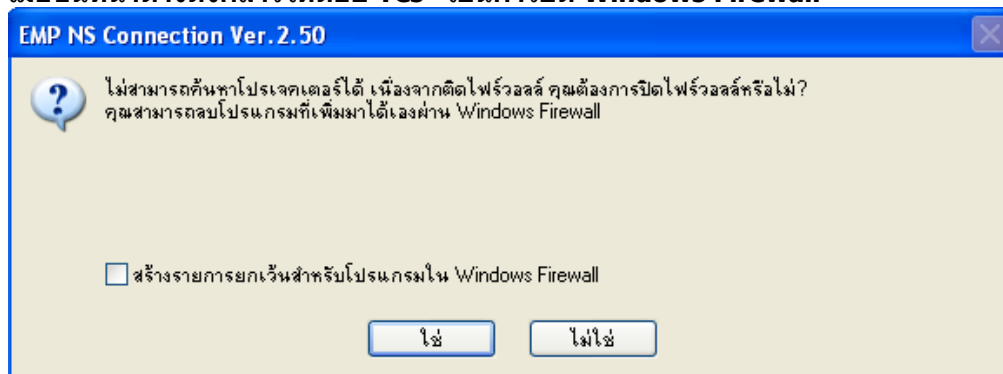 EMP NS Connection Ver.2.50
ไม่สามารถค้นหาโปรเจคเตอร์ได้ เนื่องจากติดไฟร์วอลล์ คุณต้องการปิดไฟร์วอลล์หรือไม่?
คุณสามารถลบโปรแกรมที่เพิ่มมาได้เองผ่าน Windows Firewall
สร้างรายการยกเว้นสำหรับโปรแกรมใน Windows Firewall
ใช่ ไม่ใช่